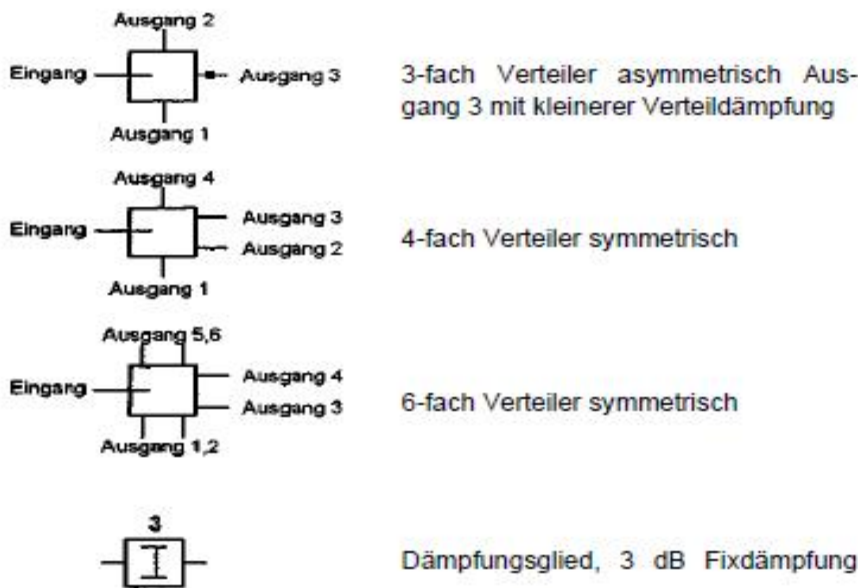 Ausgang 2
Eingang
Ausgang 3
Ausgang 1
3-fach Verteiler asymmetrisch Aus-
gang 3 mit kleinerer Verteildämpfung
Ausgang 4
Eingang
Ausgang 3
Ausgang 2
Ausgang 1
4-fach Verteiler symmetrisch
Ausgang 5,6
Eingang
Ausgang 4
Ausgang 3
Ausgang 1,2
6-fach Verteiler symmetrisch
3
Dämpfungsglied, 3 dB Fixdämpfung